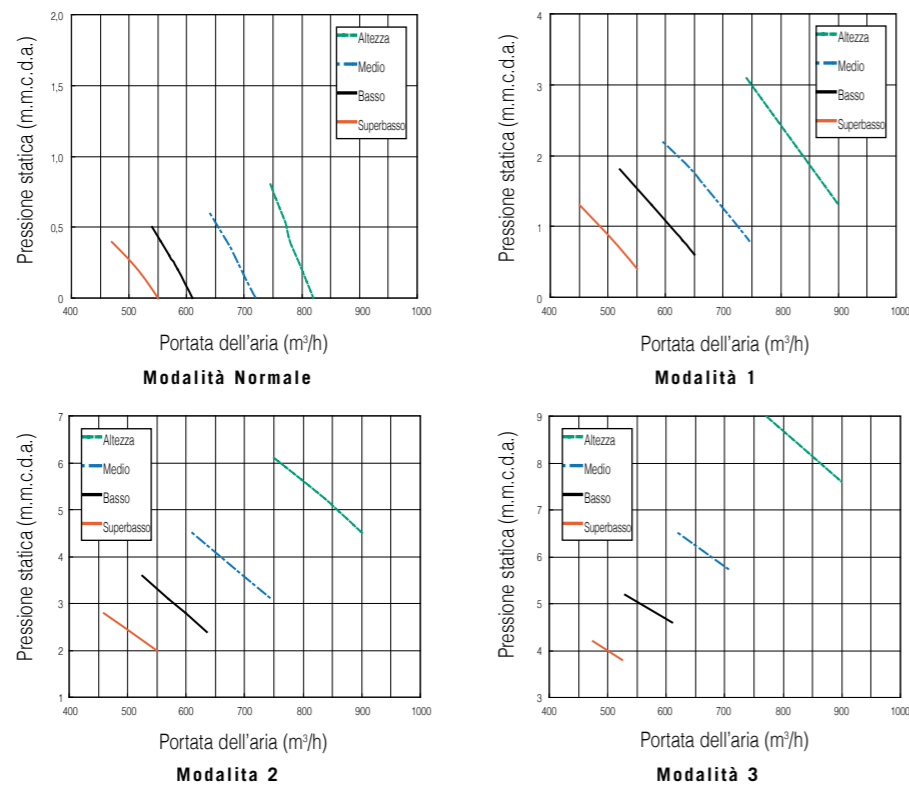 2,0
1,5
1,0
0,5
0
Pressione statica (m.m.c.d.a.)
Altezza
Medio
Basso
Superbasso
400 500 600 700 800 900 1000
Portata dell'aria (m³/h)
Modalità Normale
4
3
2
1
0
Pressione statica (m.m.c.d.a.)
Altezza
Medio
Basso
Superbasso
400 500 600 700 800 900 1000
Portata dell'aria (m³/h)
Modalità 1
7
6
5
4
3
2
1
Pressione statica (m.m.c.d.a.)
Altezza
Medio
Basso
Superbasso
400 500 600 700 800 900 1000
Portata dell'aria (m³/h)
Modalita 2
9
8
7
6
5
4
3
Pressione statica (m.m.c.d.a.)
Altezza
Medio
Basso
Superbasso
400 500 600 700 800 900 1000
Portata dell'aria (m³/h)
Modalità 3